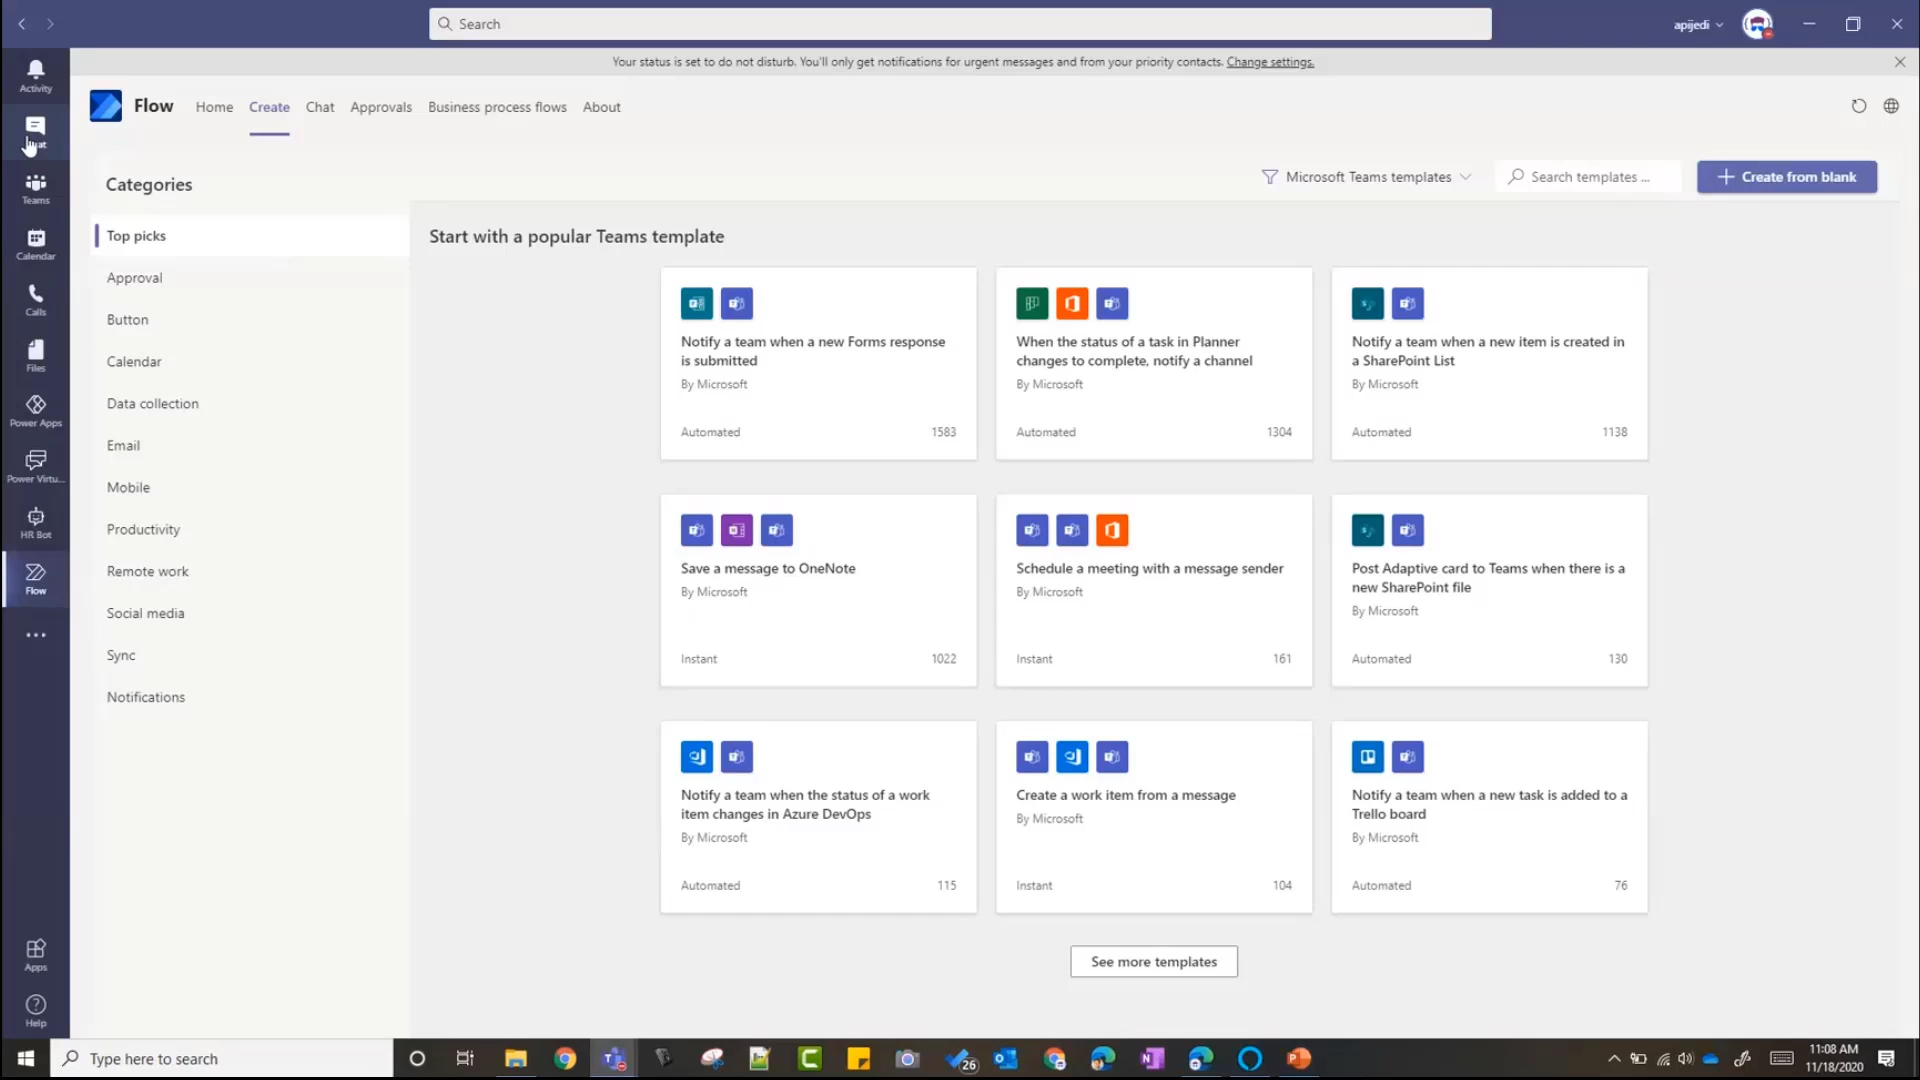 Search
apijedi
Your status is set to do not disturb. You'll only get notifications for urgent messages and from your priority contacts. Change settings.
Activity
Teams
Calendar
Calls
Files
Power Apps
Power Virtu...
HR Bot
Flow
Apps
Help
Flow
Home
Create
Chat
Approvals
Business process flows
About
Categories
Microsoft Teams templates
Search templates ...
Create from blank
Top picks
Approval
Button
Calendar
Data collection
Email
Mobile
Productivity
Remote work
Social media
Sync
Notifications
Start with a popular Teams template
Notify a team when a new Forms response
is submitted
By Microsoft
Automated 1583
When the status of a task in Planner
changes to complete, notify a channel
By Microsoft
Automated 1304
Notify a team when a new item is created in
a SharePoint List
By Microsoft
Automated 1138
Save a message to OneNote
By Microsoft
Instant 1022
Schedule a meeting with a message sender
By Microsoft
Instant 161
Post Adaptive card to Teams when there is a
new SharePoint file
By Microsoft
Automated 130
Notify a team when the status of a work
item changes in Azure DevOps
By Microsoft
Automated 115
Create a work item from a message
By Microsoft
Instant 104
Notify a team when a new task is added to a
Trello board
By Microsoft
Automated 76
See more templates
Type here to search
26
11:08 AM
11/18/2020